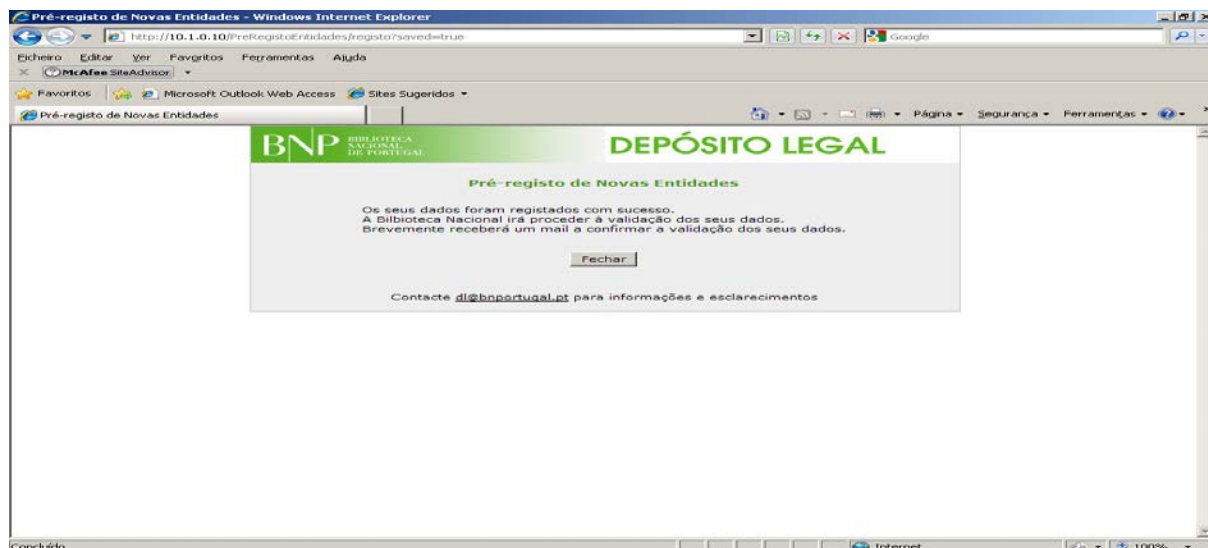 Pré-registo de Novas Entidades - Windows Internet Explorer
http://10.1.0.10/PreRegistoEntidades/registo?saved=true
Google
Ficheiro Editar Ver Favoritos Ferramentas Ajuda
McAfee SiteAdvisor
Favoritos Microsoft Outlook Web Access Sites Sugeridos
Pré-registo de Novas Entidades
Página Segurança Ferramentas
BNP BIBLIOTECA NACIONAL DE PORTUGAL DEPÓSITO LEGAL
Pré-registo de Novas Entidades
Os seus dados foram registados com sucesso.
A Bilbioteca Nacional irá proceder à validação dos seus dados.
Brevemente receberá um mail a confirmar a validação dos seus dados.
Fechar
Contacte dl@bnportugal.pt para informações e esclarecimentos
Concluído Internet 100%